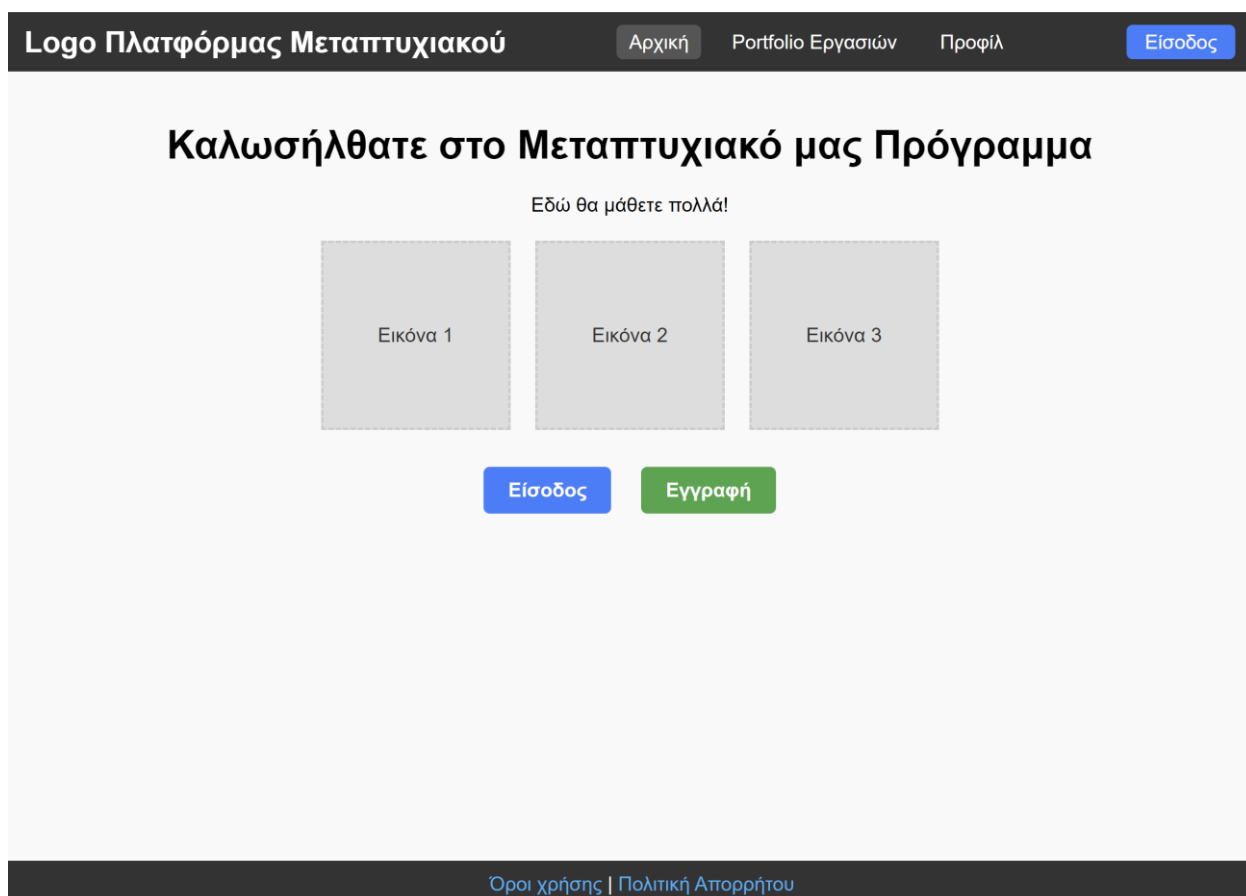 Logo Πλατφόρμας Μεταπτυχιακού Αρχική Portfolio Εργασιών Προφίλ Είσοδος
Καλωσήλθατε στο Μεταπτυχιακό μας Πρόγραμμα
Εδώ θα μάθετε πολλά!
Εικόνα 1 Εικόνα 2 Εικόνα 3
Είσοδος Εγγραφή
Όροι χρήσης | Πολιτική Απορρήτου